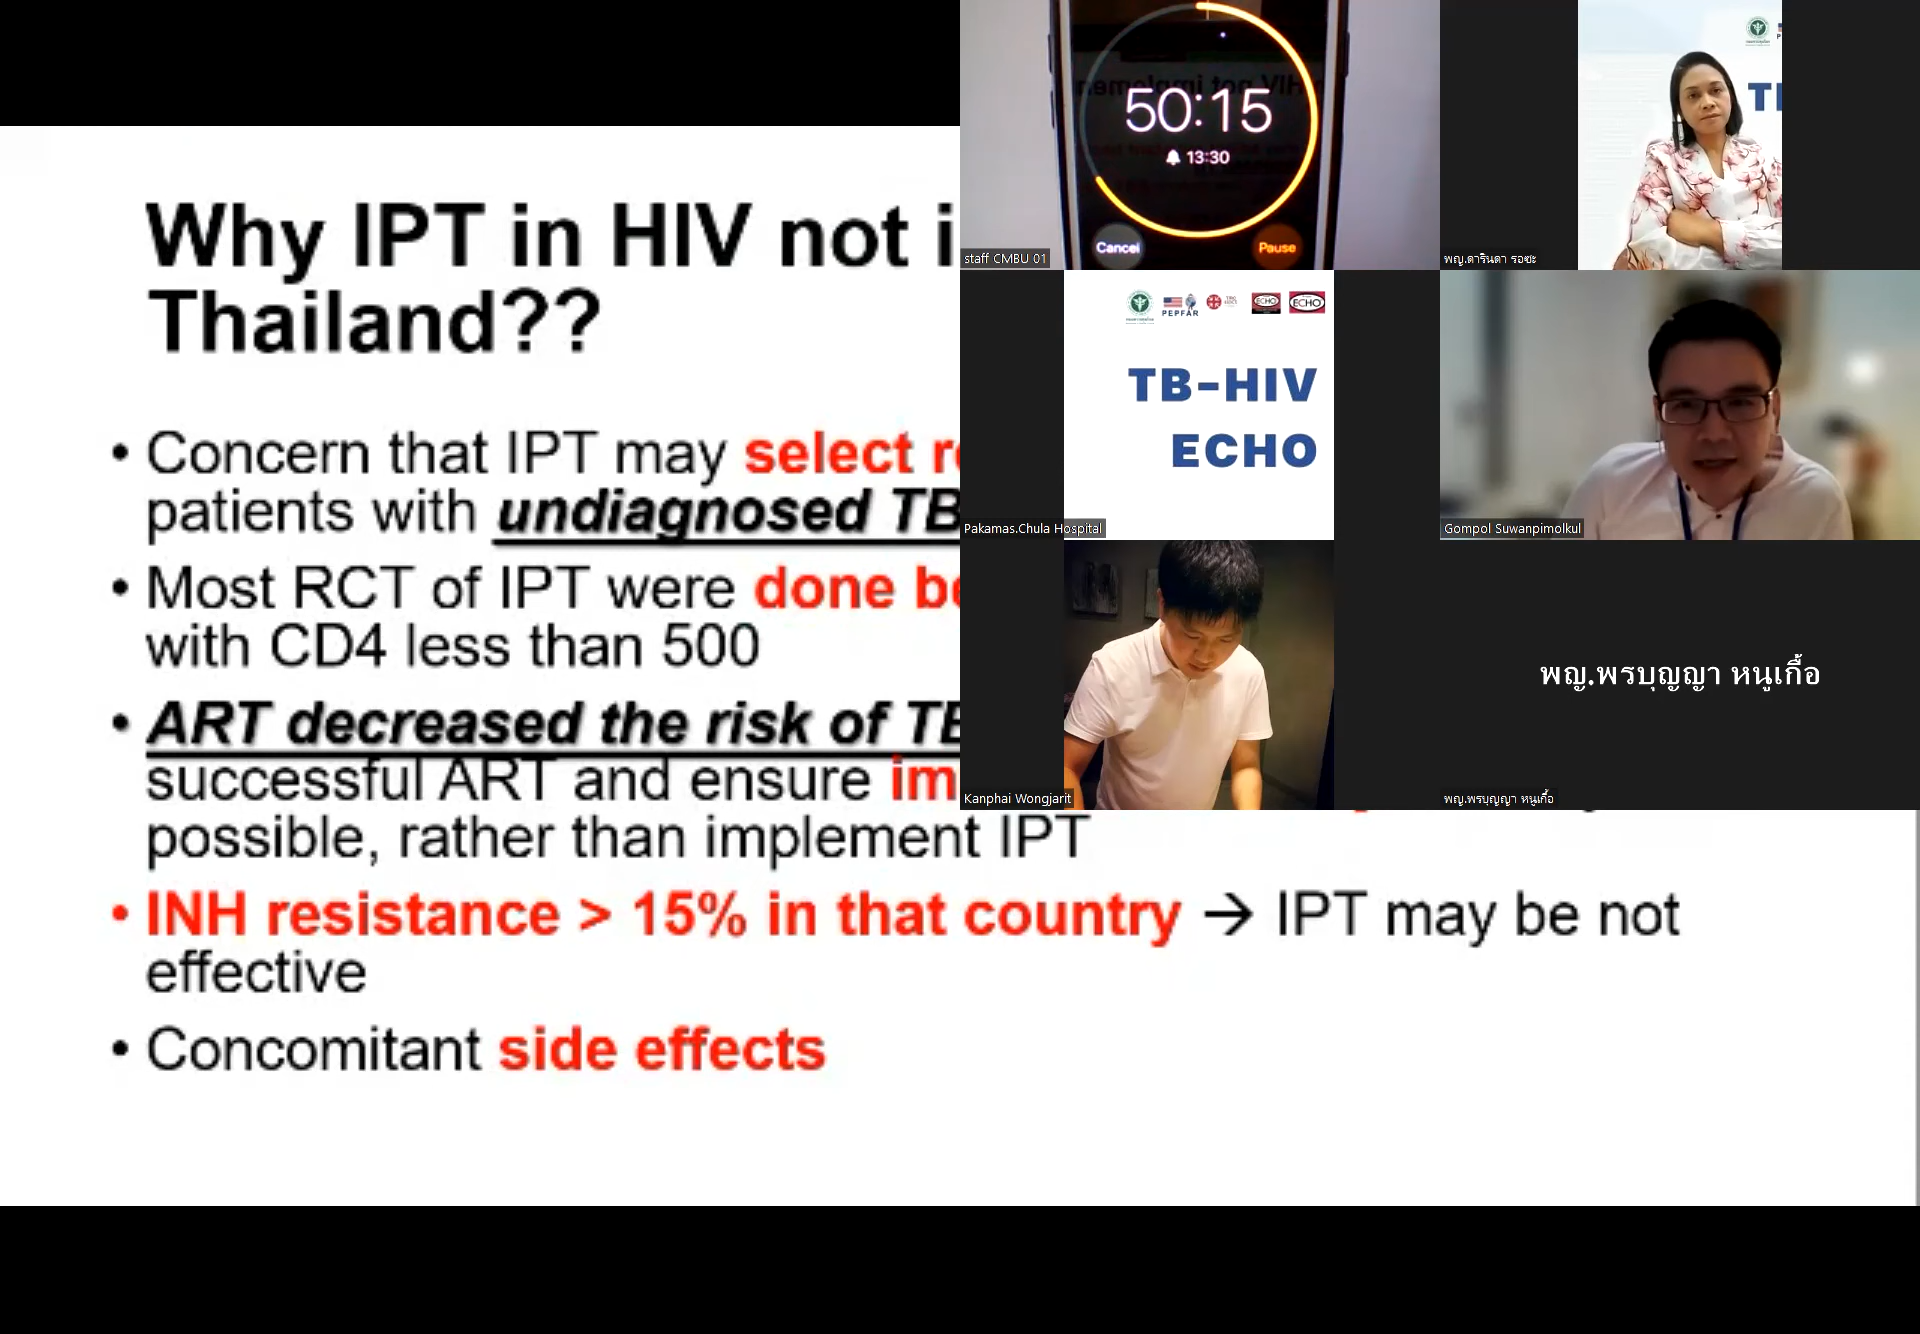 Why IPT in HIV not i
Thailand??
• Concern that IPT may select r
patients with undiagnosed TB
• Most RCT of IPT were done be
with CD4 less than 500
• ART decreased the risk of TB
successful ART and ensure im
possible, rather than implement IPT
• INH resistance > 15% in that country → IPT may be not
effective
• Concomitant side effects
50:15
13:30
Cancel
Pause
staff CMBU 01
พญ.ดารินดา รอซะ
PEPFAR
ECHO
ECHO
TB-HIV
ECHO
Pakamas.Chula Hospital
Gompol Suwanpimolkul
Kanphai Wongjarit
พญ.พรบุญญา หนูเกื้อ
พญ.พรบุญญา หนูเกื้อ